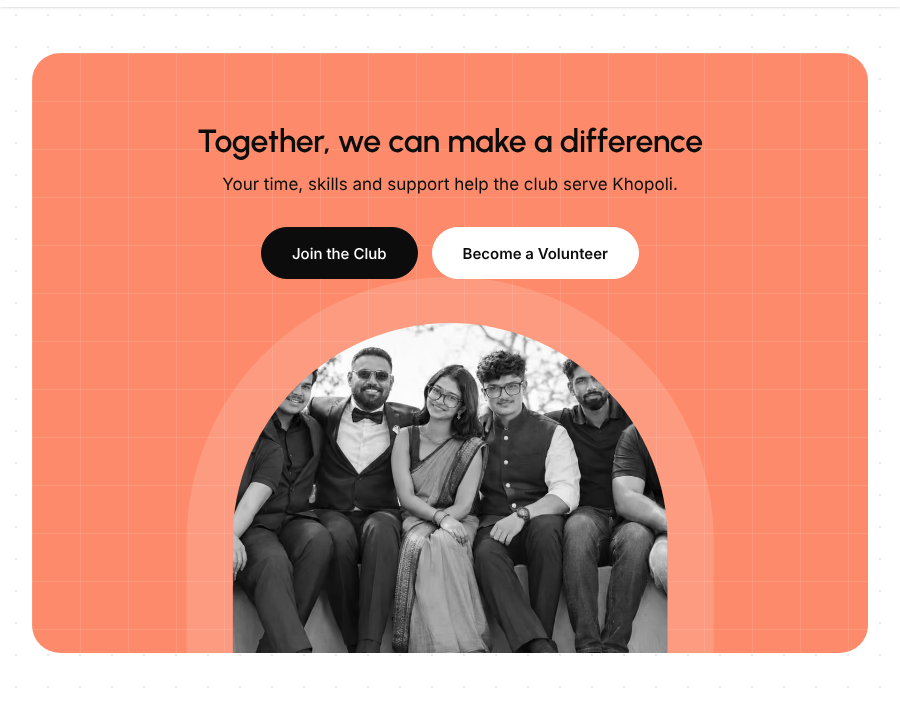 Together, we can make a difference
Your time, skills and support help the club serve Khopoli.
Join the Club
Become a Volunteer